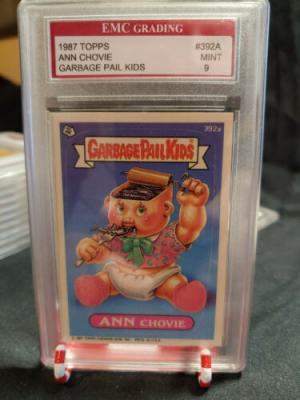 EMC GRADING
1987 TOPPS #392A
ANN CHOVIE MINT
GARBAGE PAIL KIDS 9
392a
GARBAGE PAIL KIDS
ANN CHOVIE